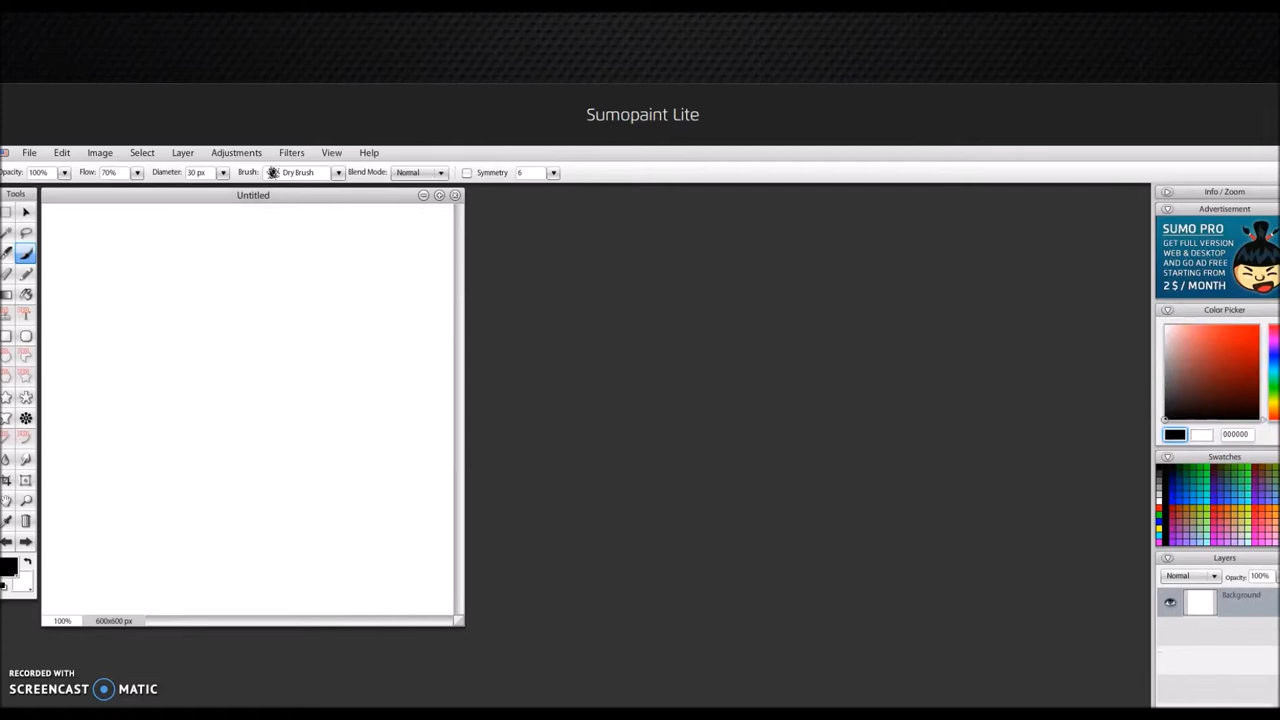 Sumopaint Lite
File Edit Image Select Layer Adjustments Filters View Help
Opacity: 100% Flow: 70% Diameter: 30 px Brush: Dry Brush Blend Mode: Normal Symmetry 6
Tools
Untitled
Info / Zoom
Advertisement
SUMO PRO
GET FULL VERSION
WEB & DESKTOP
AND GO AD FREE
STARTING FROM
2 $ / MONTH
Color Picker
000000
Swatches
Layers
Normal Opacity: 100%
Background
100% 600x600 px
RECORDED WITH
SCREENCAST MATIC